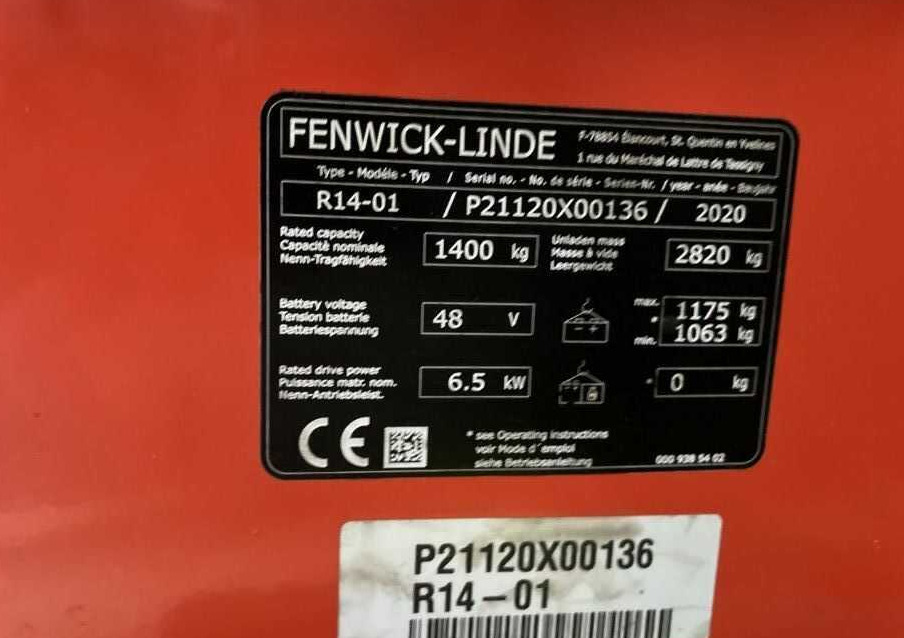 FENWICK-LINDE
F-78854 Élancourt, St. Quentin en Yvelines
1 rue du Maréchal de Lattre de Tassigny
Type - Modèle - Typ / Serial no. - No. de série - Serien-Nr. / year - anée - Baujahr
R14-01 / P21120X00136 / 2020
Rated capacity
Capacité nominale
Nenn-Tragfähigkeit
1400 kg
Unladen mass
Masse à vide
Leergewicht
2820 kg
Battery voltage
Tension batterie
Batteriespannung
48 V
max. 1175 kg
*
min. 1063 kg
Rated drive power
Puissance matr. nom.
Nenn-Antriebsleist.
6.5 kW
* 0 kg
CE
* see Operating instructions
voir Mode d´emploi
siehe Betriebsanleitung
000 938 54 02
P21120X00136
R14-01